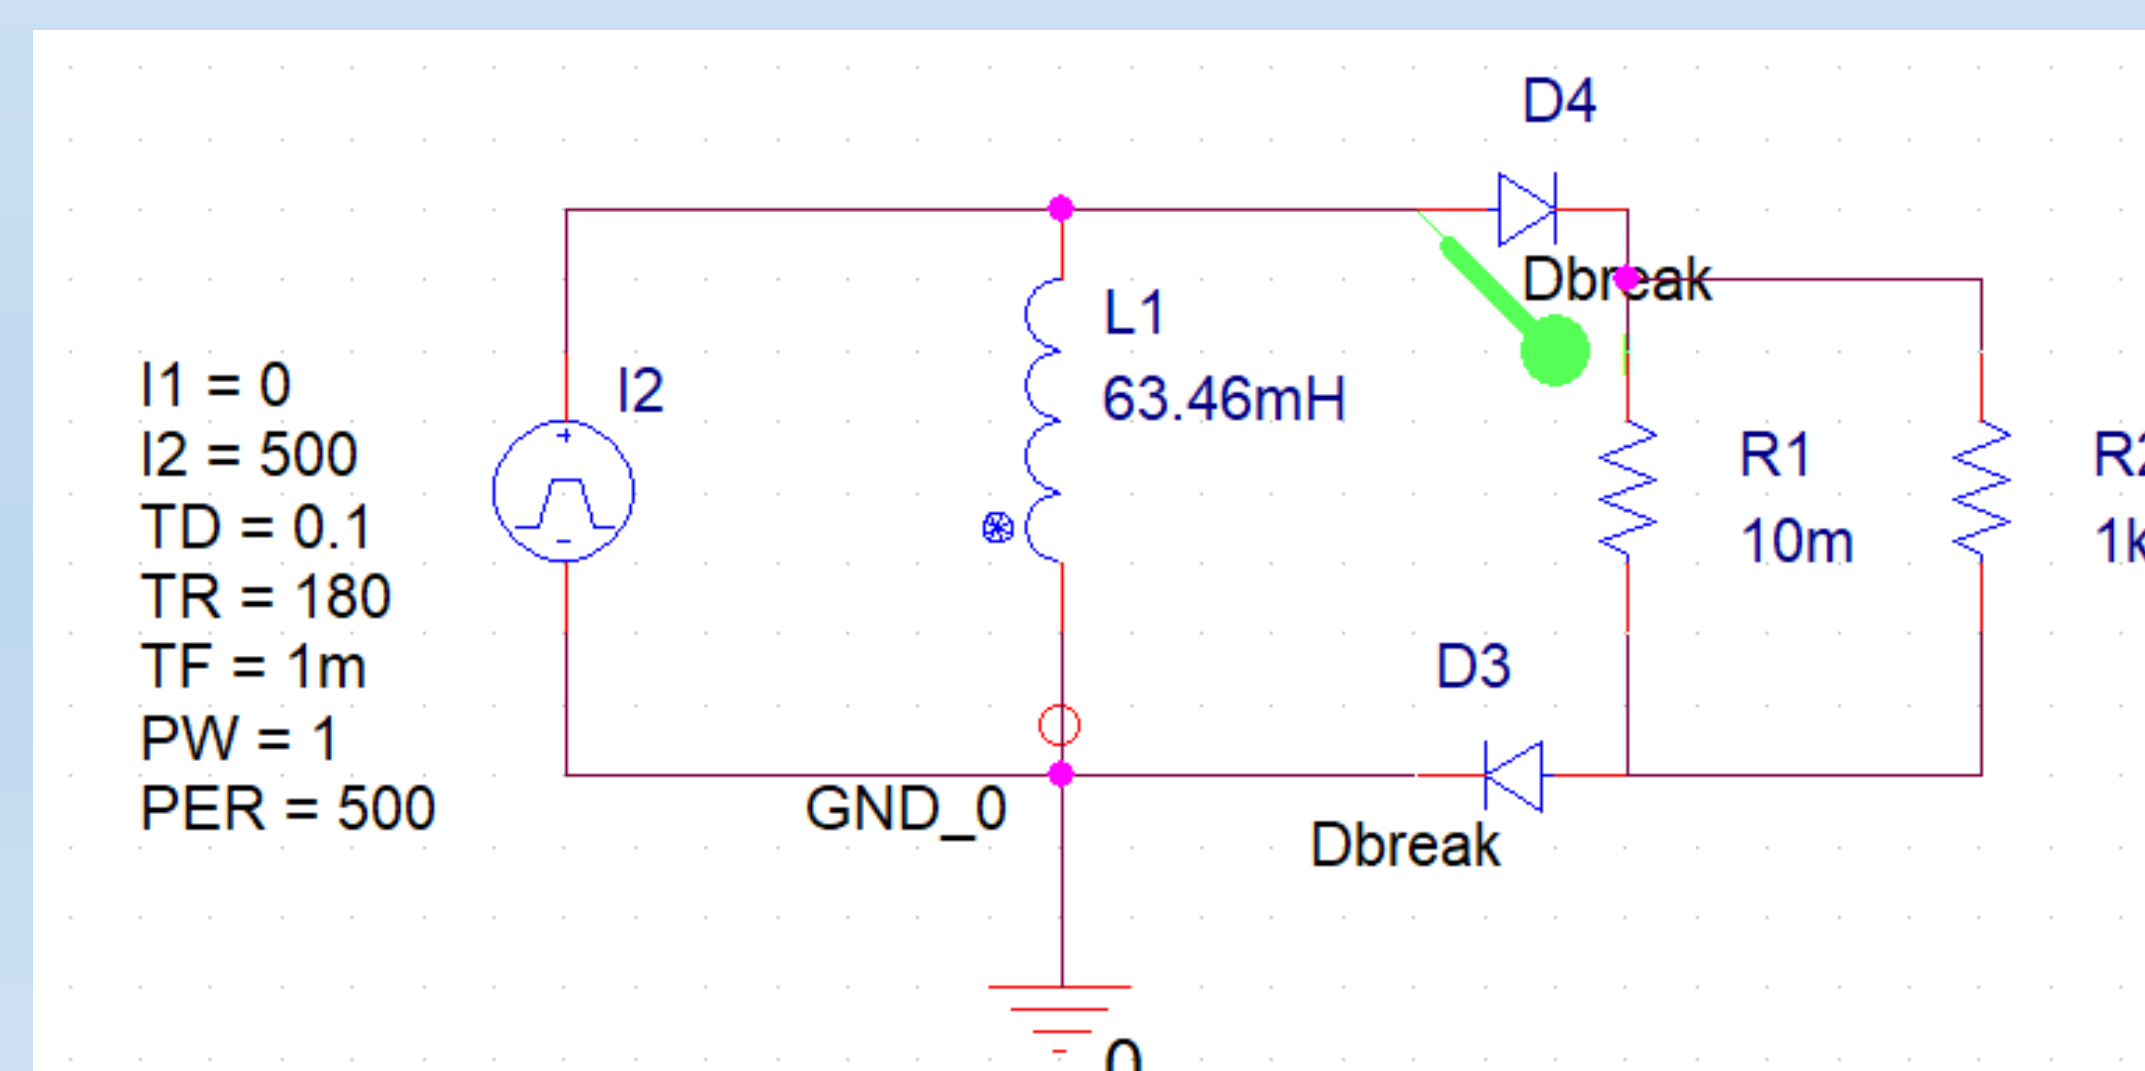 D4
Dbreak
L1
63.46mH
I1 = 0
I2 = 500
TD = 0.1
TR = 180
TF = 1m
PW = 1
PER = 500
I2
+
-
R1
10m
D3
Dbreak
GND_0
0